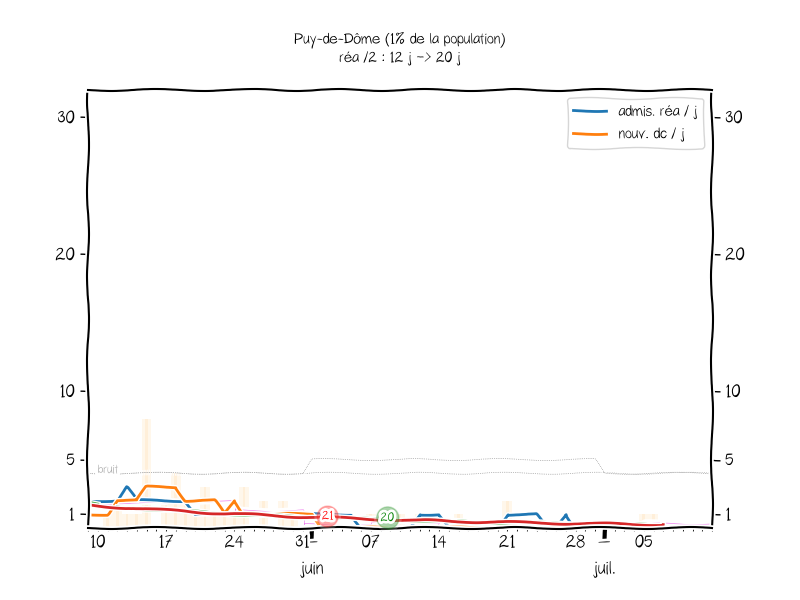 Puy-de-Dôme (1% de la population)
réa /2 : 12 j -> 20 j
admis. réa / j
nouv. dc / j
30 30
20 20
10 10
5 5
bruit
1 1
21 20
10 17 24 31 07 14 21 28 05
juin juil.